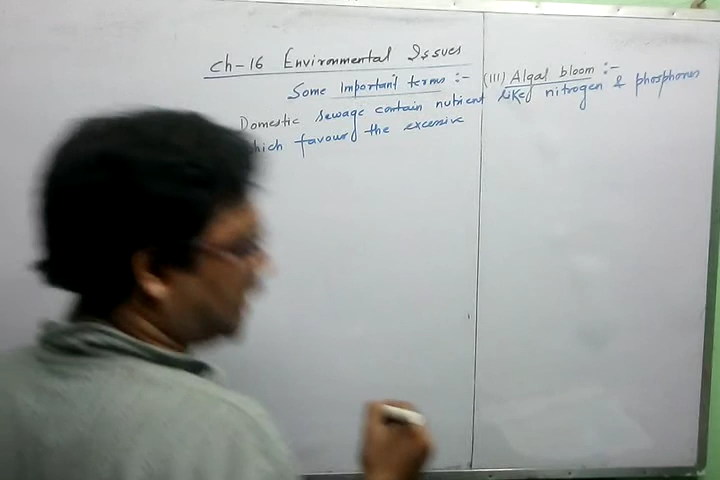 Ch-16 Environmental Issues
Some Important terms :- (III) Algal bloom :-
Domestic sewage contain nutrient like nitrogen & phosphorus
which favour the excessive